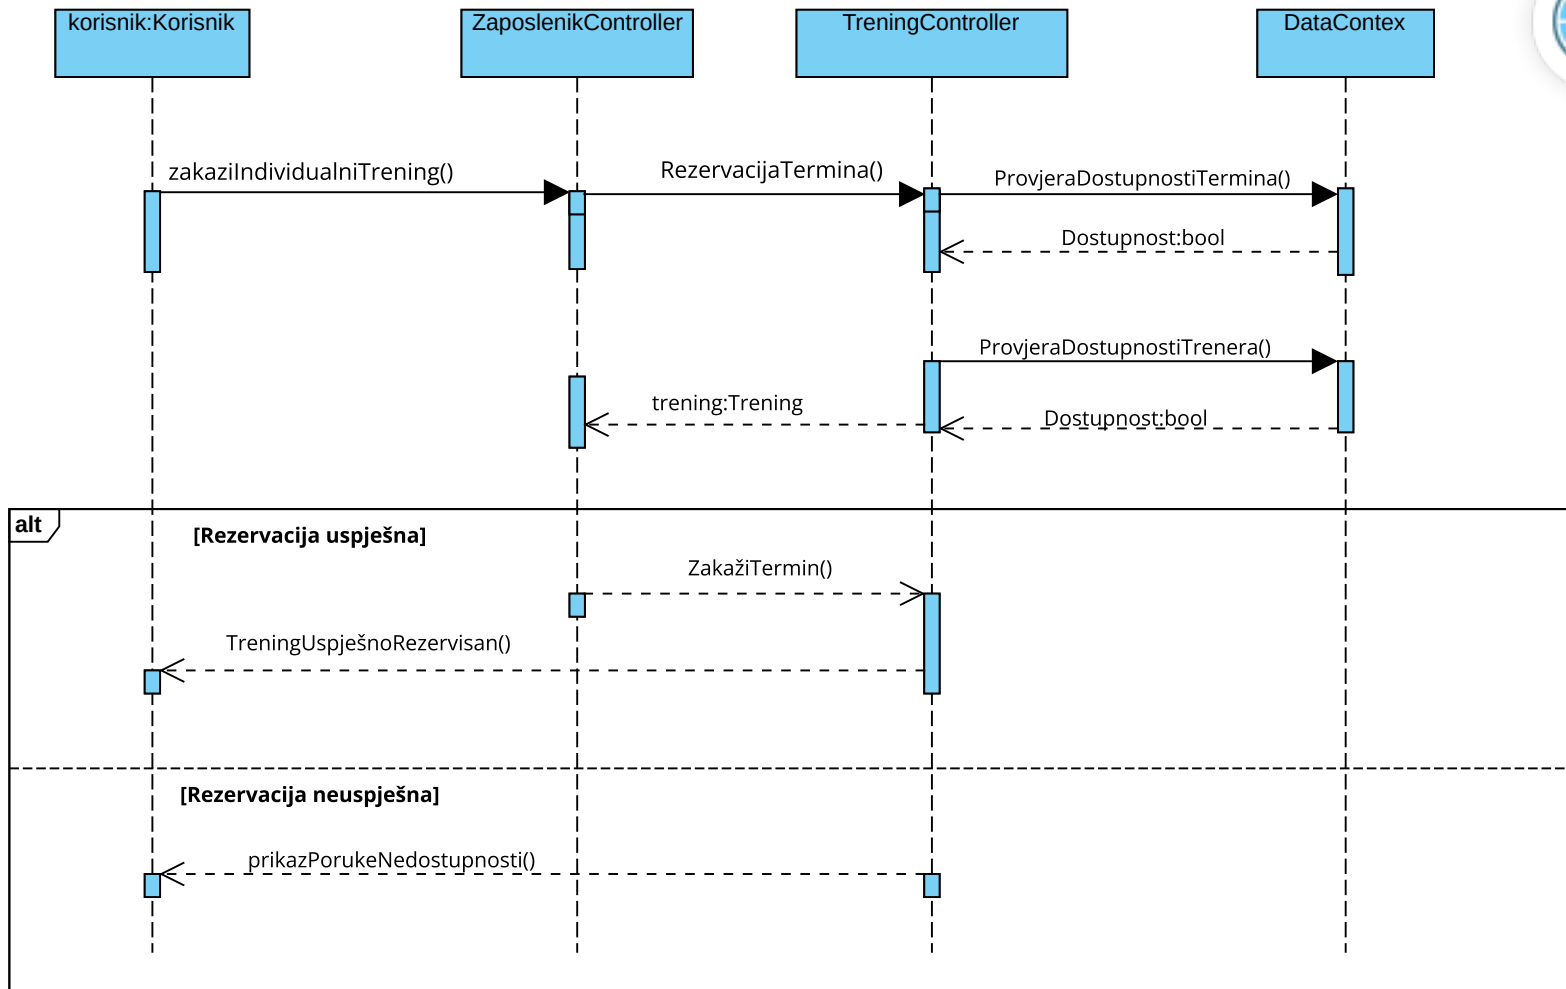 korisnik:Korisnik
ZaposlenikController
TreningController
DataContex
zakaziIndividualniTrening()
RezervacijaTermina()
ProvjeraDostupnostiTermina()
Dostupnost:bool
ProvjeraDostupnostiTrenera()
trening:Trening
Dostupnost:bool
alt
[Rezervacija uspješna]
ZakažiTermin()
TreningUspješnoRezervisan()
[Rezervacija neuspješna]
prikazPorukeNedostupnosti()